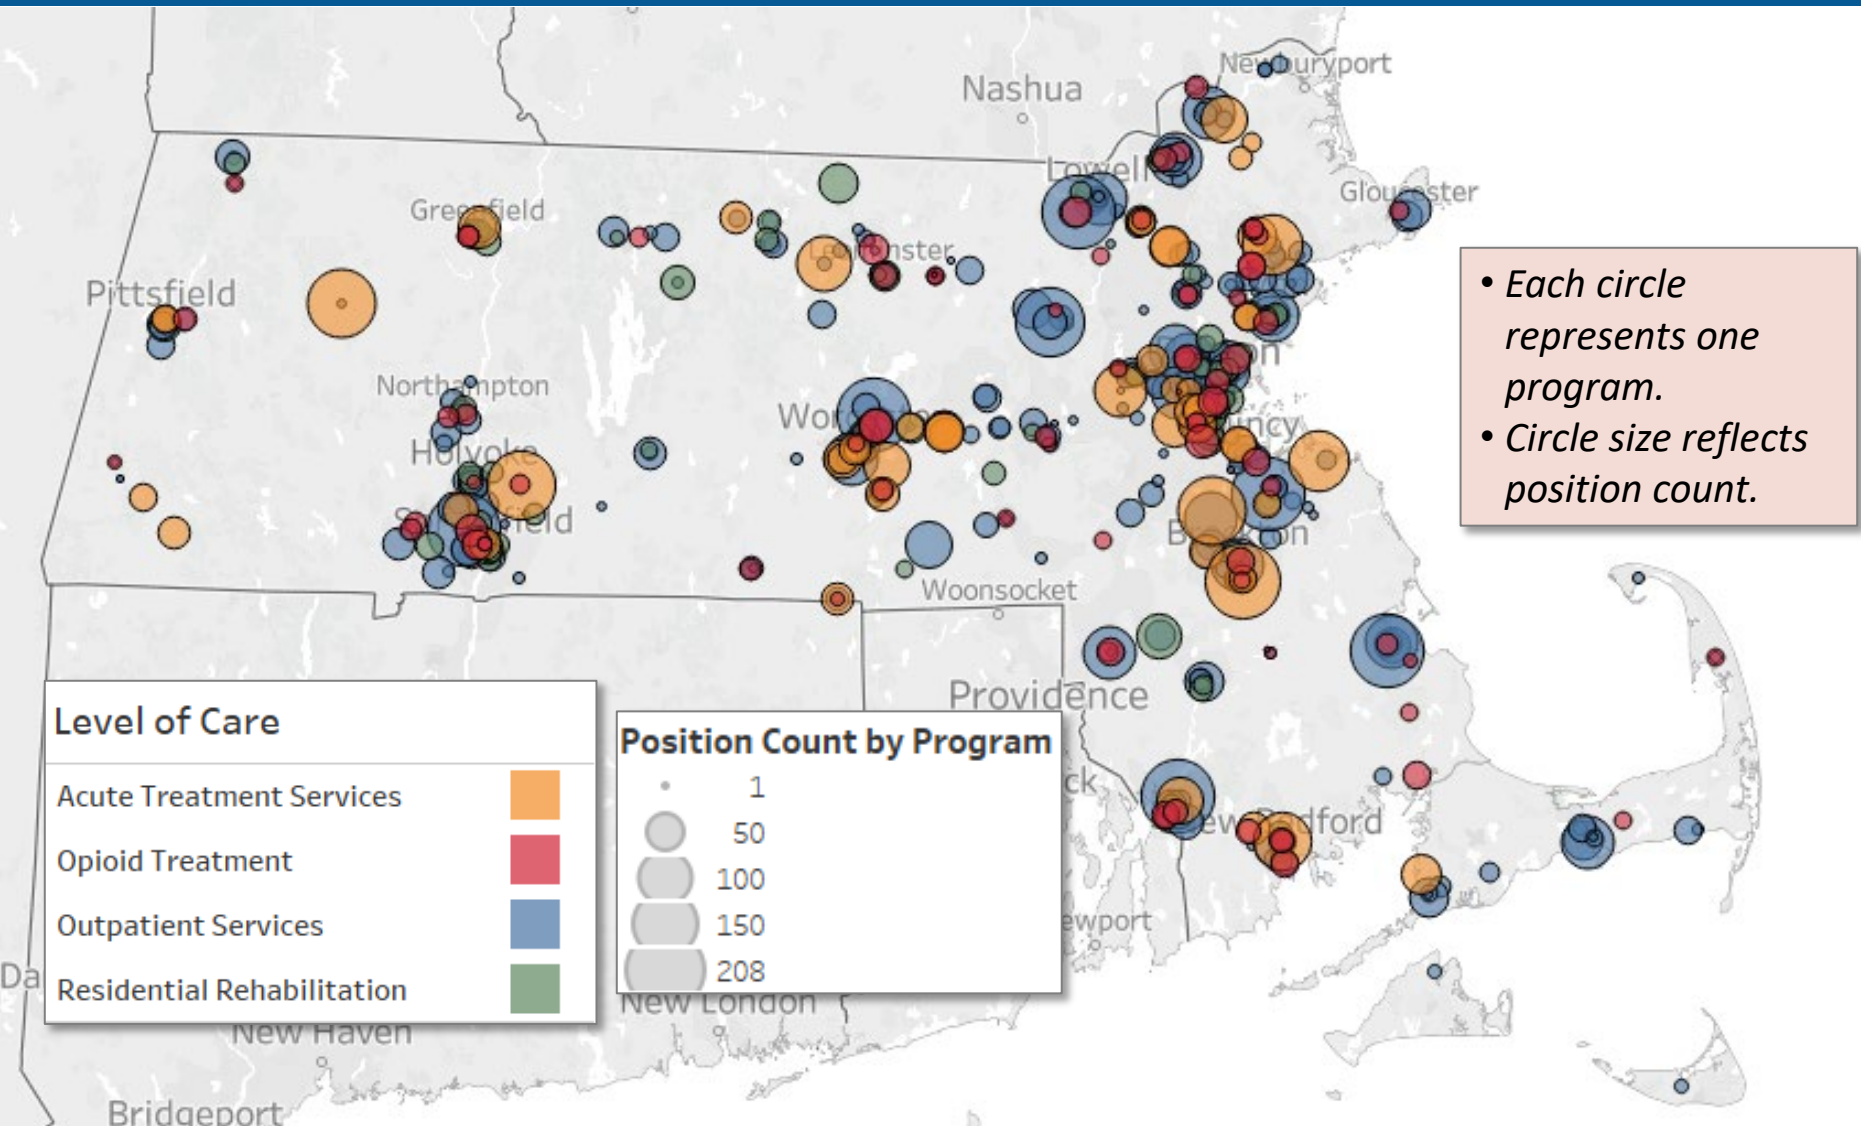 Newburyport
Nashua
Lowell
Gloucester
Greenfield
Pittsfield
• Each circle
represents one
program.
• Circle size reflects
position count.
Northampton
Holyoke
Woonsocket
Providence
Level of Care
Acute Treatment Services
Opioid Treatment
Outpatient Services
Residential Rehabilitation
Position Count by Program
1
50
100
150
208
New London
New Haven
Bridgeport